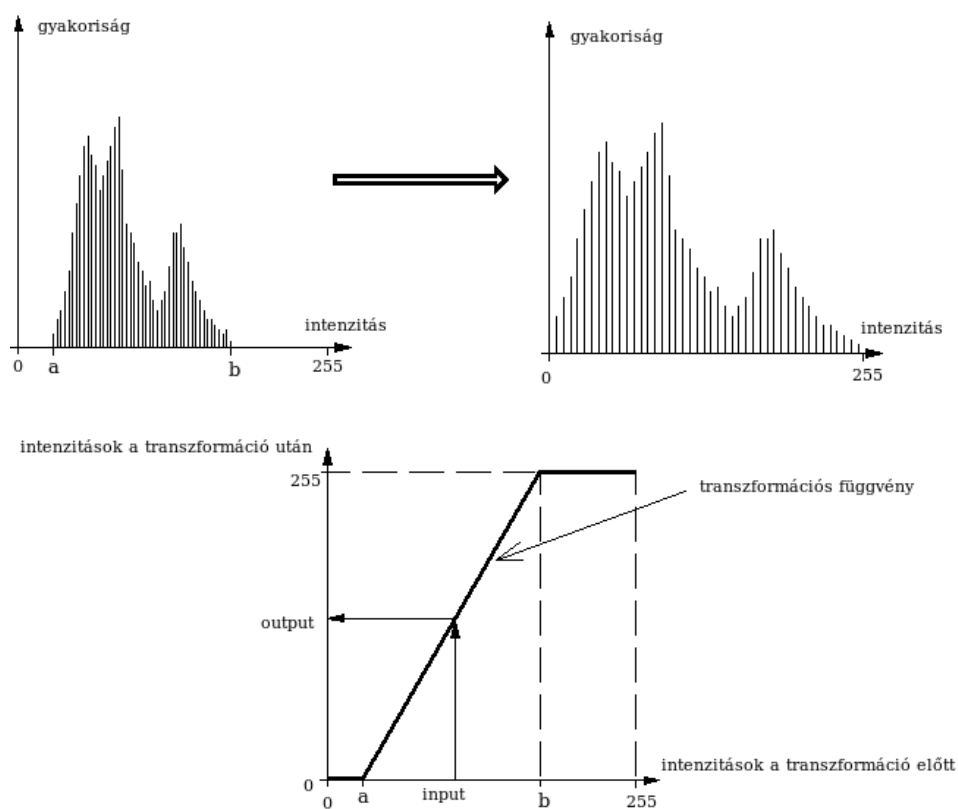 gyakoriság
gyakoriság
intenzitás
intenzitás
0 a b 255
0 255
intenzitások a transzformáció után
255
transzformációs függvény
output
0
intenzitások a transzformáció előtt
0 a input b 255